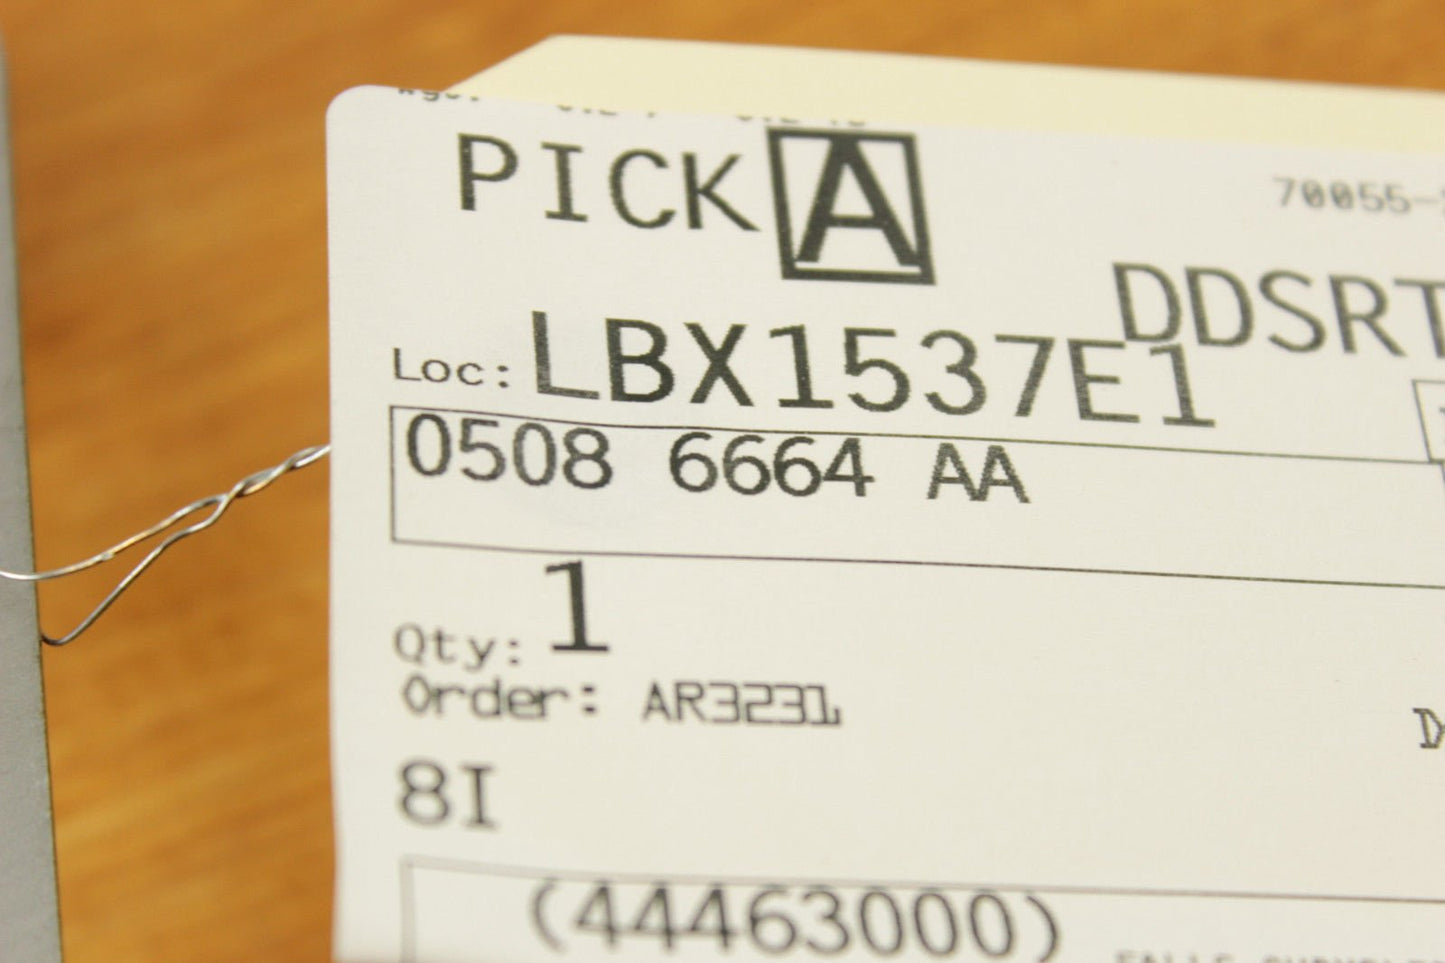 PICK A
70055-
DDSRT
Loc: LBX1537E1
0508 6664 AA
Qty: 1
Order: AR3231
8I
(44463000)